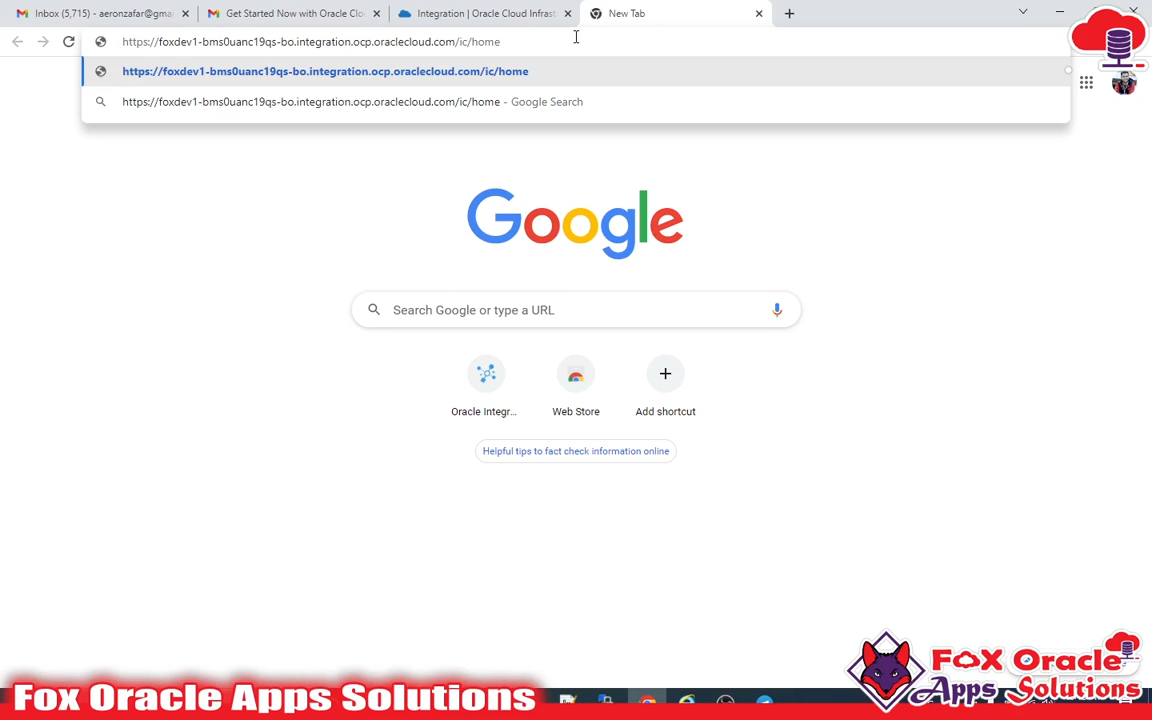 Inbox (5,715) - aeronzafar@gma
Get Started Now with Oracle Clo
Integration | Oracle Cloud Infrast
New Tab
https://foxdev1-bms0uanc19qs-bo.integration.ocp.oraclecloud.com/ic/home
https://foxdev1-bms0uanc19qs-bo.integration.ocp.oraclecloud.com/ic/home
https://foxdev1-bms0uanc19qs-bo.integration.ocp.oraclecloud.com/ic/home - Google Search
Google
Search Google or type a URL
Oracle Integr...
Web Store
Add shortcut
Helpful tips to fact check information online
Fox Oracle
Apps Solutions
Fox Oracle Apps Solutions